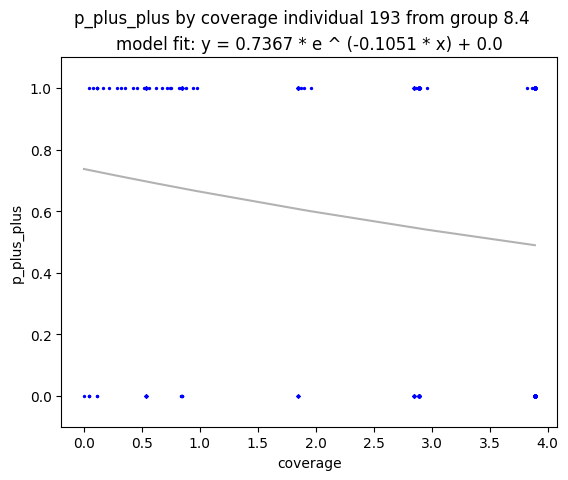 p_plus_plus by coverage individual 193 from group 8.4
model fit: y = 0.7367 * e ^ (-0.1051 * x) + 0.0
1.0
0.8
0.6
0.4
0.2
0.0
p_plus_plus
0.0 0.5 1.0 1.5 2.0 2.5 3.0 3.5 4.0
coverage